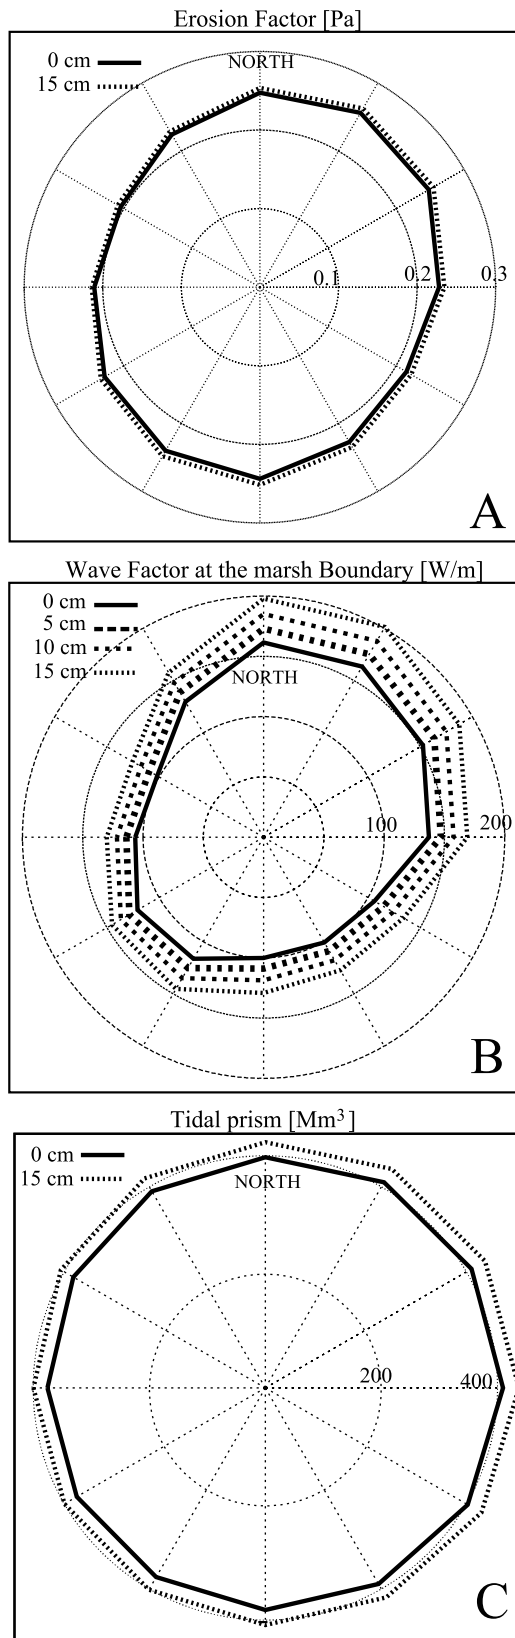 Erosion Factor [Pa]
0 cm
15 cm
NORTH
0.1
0.2
0.3
A
Wave Factor at the marsh Boundary [W/m]
0 cm
5 cm
10 cm
15 cm
NORTH
100
200
B
Tidal prism [Mm³]
0 cm
15 cm
NORTH
200
400
C